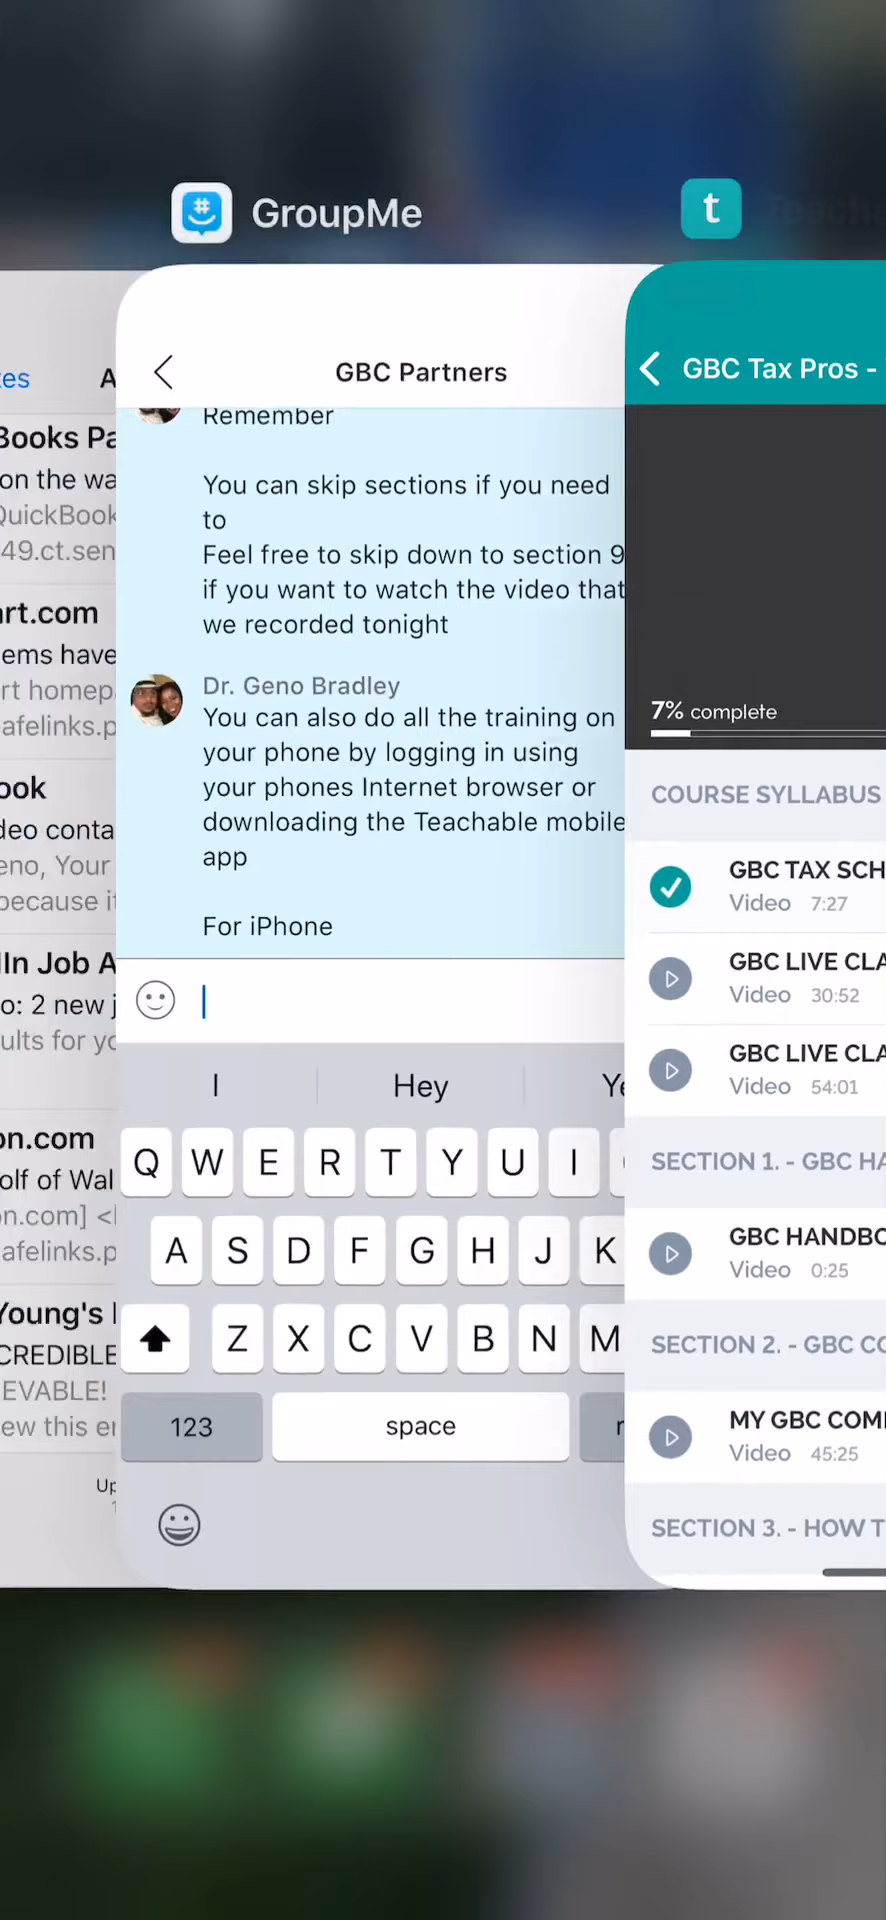 GroupMe
t
es
A
Books Pa
on the wa
QuickBook
49.ct.sen
rt.com
ems have
rt homep
afelinks.p
ook
deo conta
eno, Your
because it
In Job A
o: 2 new j
ults for yo
on.com
olf of Wal
n.com] <
afelinks.p
Young's
CREDIBLE
EVABLE!
ew this e
Up
GBC Partners
Remember
You can skip sections if you need
to
Feel free to skip down to section 9
if you want to watch the video that
we recorded tonight
Dr. Geno Bradley
You can also do all the training on
your phone by logging in using
your phones Internet browser or
downloading the Teachable mobile
app
For iPhone
I Hey Ye
Q W E R T Y U I
A S D F G H J K
Z X C V B N M
123 space
GBC Tax Pros -
7% complete
COURSE SYLLABUS
GBC TAX SCH
Video 7:27
GBC LIVE CLA
Video 30:52
GBC LIVE CLA
Video 54:01
SECTION 1. - GBC HA
GBC HANDBO
Video 0:25
SECTION 2. - GBC CO
MY GBC COM
Video 45:25
SECTION 3. - HOW T